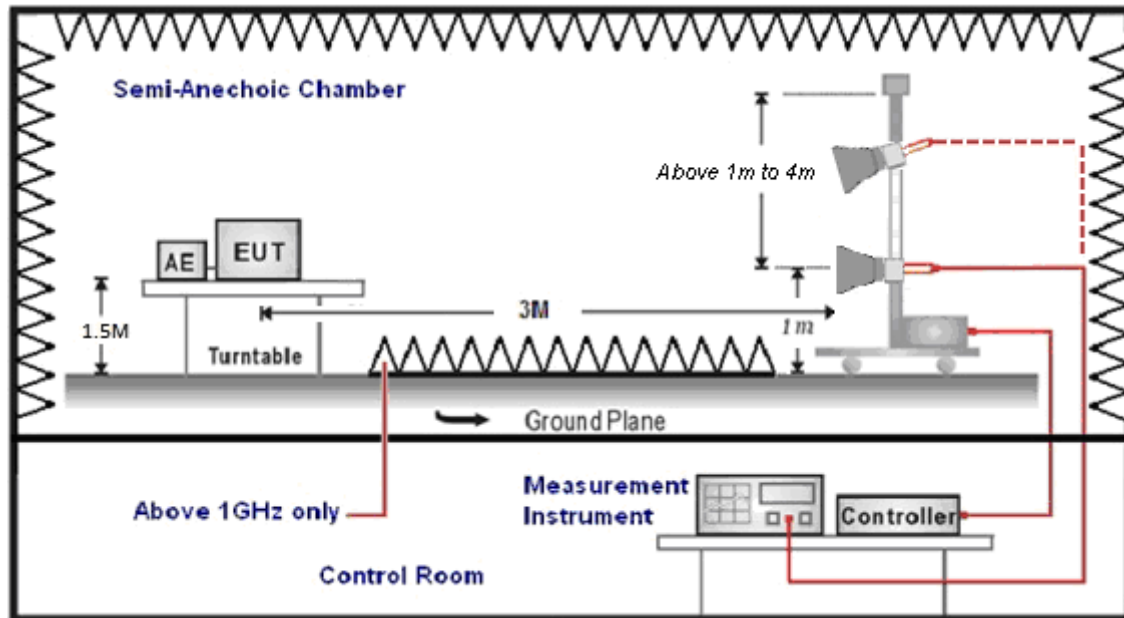 Semi-Anechoic Chamber
Above 1m to 4m
AE
EUT
1.5M
3M
1m
Turntable
Ground Plane
Above 1GHz only
Measurement
Instrument
Controller
Control Room